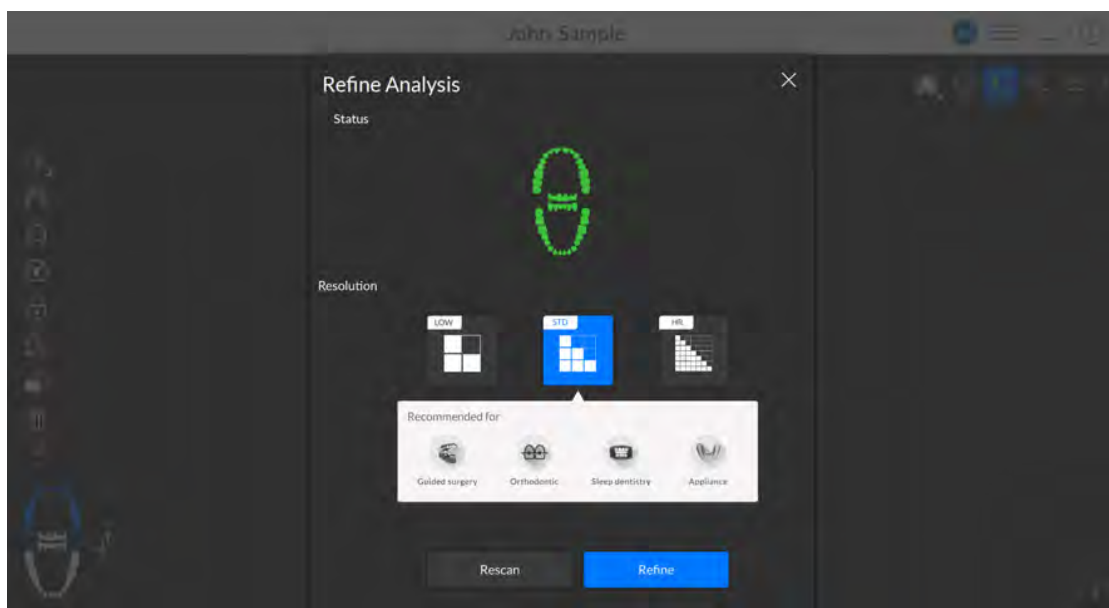 John Sample
Refine Analysis
Status
Resolution
LOW
STD
HR
Recommended for
Guided surgery
Orthodontic
Sleep dentistry
Appliance
Rescan
Refine